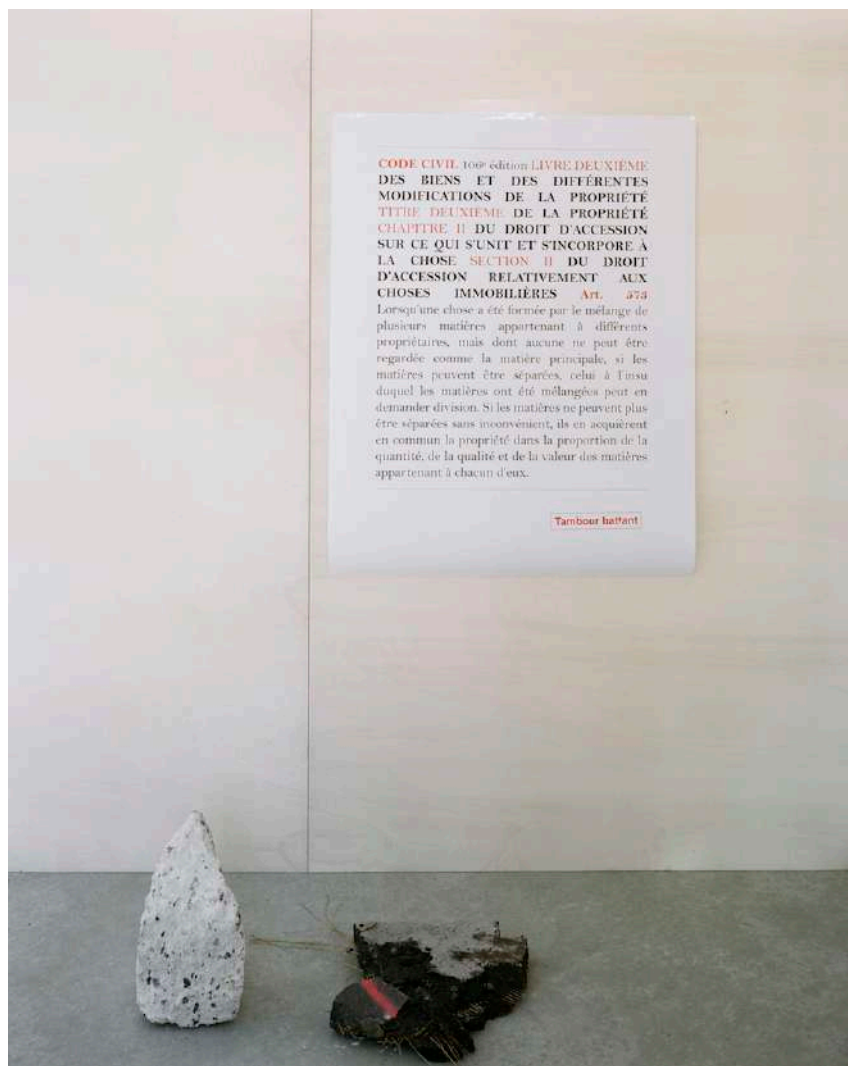 CODE CIVIL 106e édition LIVRE DEUXIÈME
DES BIENS ET DES DIFFÉRENTES
MODIFICATIONS DE LA PROPRIÉTÉ
TITRE DEUXIÈME DE LA PROPRIÉTÉ
CHAPITRE II DU DROIT D'ACCESSION
SUR CE QUI S'UNIT ET S'INCORPORE À
LA CHOSE SECTION II DU DROIT
D'ACCESSION RELATIVEMENT AUX
CHOSES IMMOBILIÈRES Art. 573
Lorsqu'une chose a été formée par le mélange de
plusieurs matières appartenant à différents
propriétaires, mais dont aucune ne peut être
regardée comme la matière principale, si les
matières peuvent être séparées, celui à l'insu
duquel les matières ont été mélangées peut en
demander division. Si les matières ne peuvent plus
être séparées sans inconvénient, ils en acquièrent
en commun la propriété dans la proportion de la
quantité, de la qualité et de la valeur des matières
appartenant à chacun d'eux.
Tambour battant